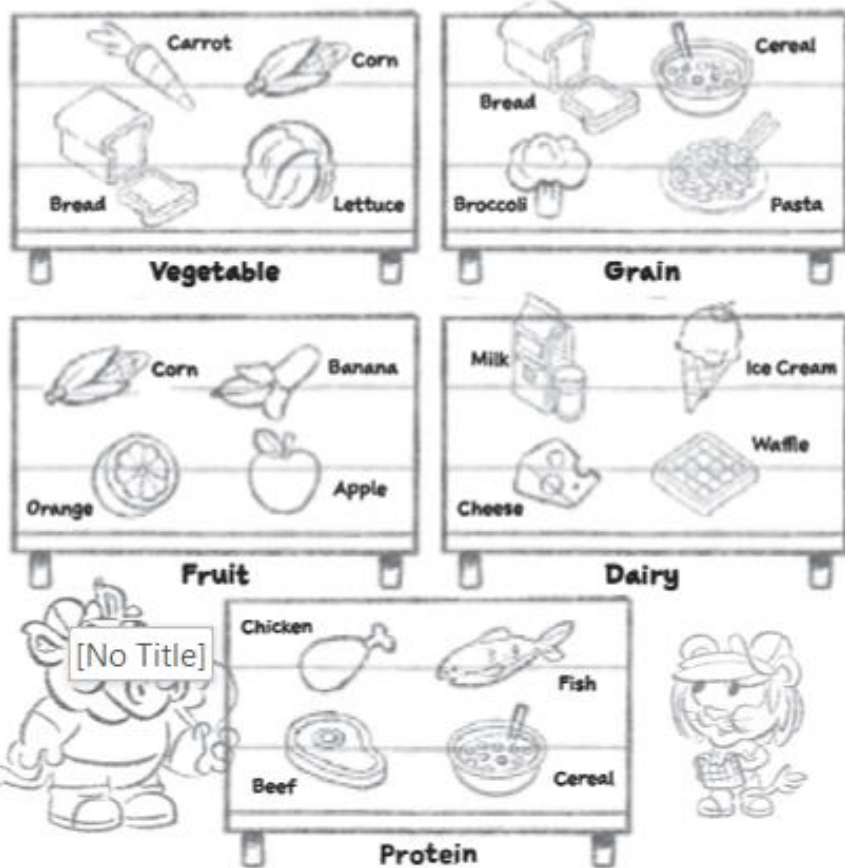 Carrot
Corn
Bread
Lettuce
Vegetable
Cereal
Bread
Broccoli
Pasta
Grain
Corn
Banana
Orange
Apple
Fruit
Milk
Ice Cream
Waffle
Cheese
Dairy
[No Title]
Chicken
Fish
Beef
Cereal
Protein